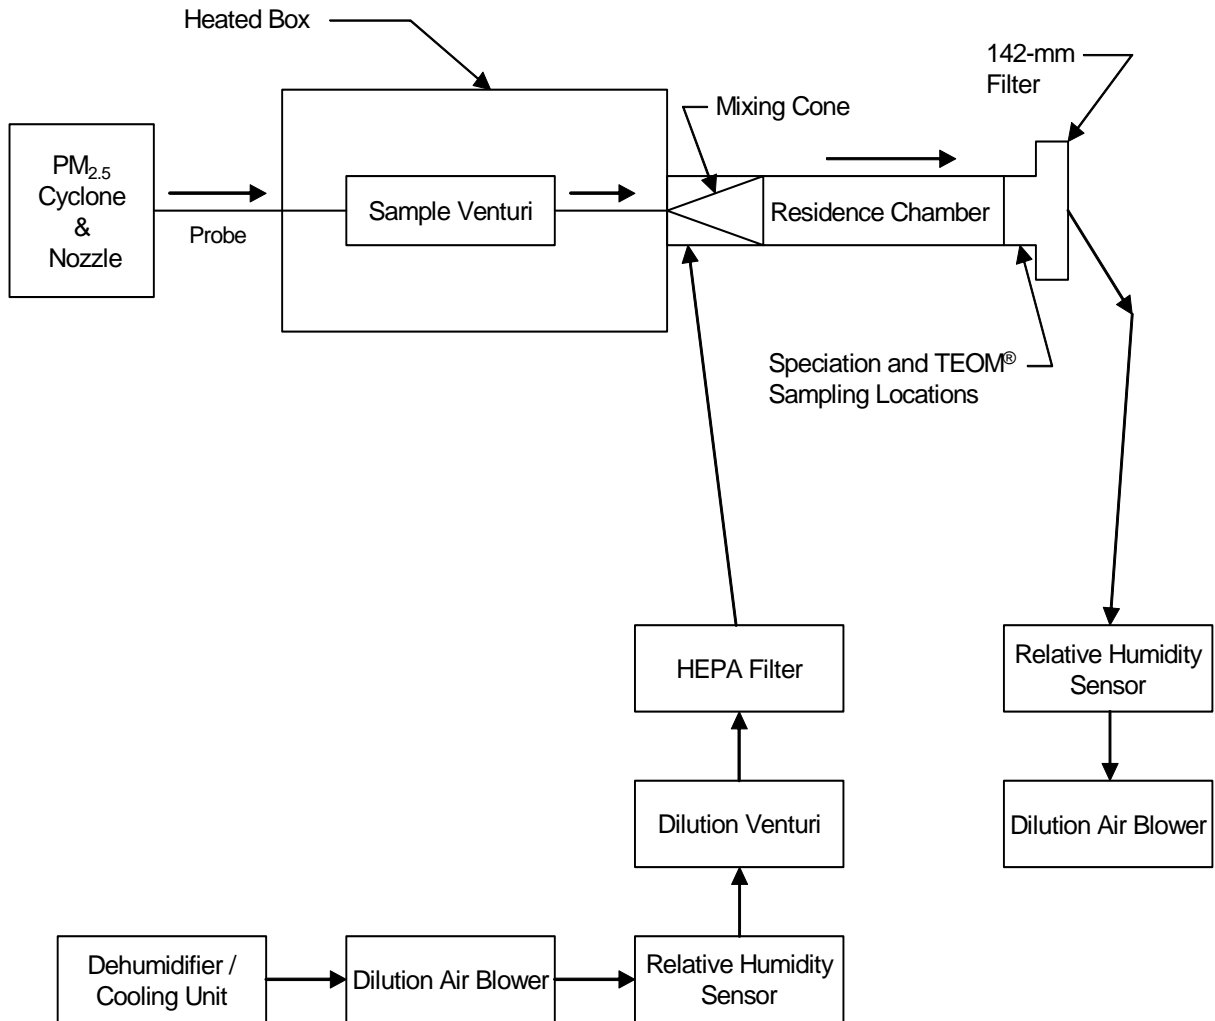 Heated Box
142-mm
Filter
Mixing Cone
PM2.5
Cyclone
&
Nozzle
Probe
Sample Venturi
Residence Chamber
Speciation and TEOM®
Sampling Locations
HEPA Filter
Relative Humidity
Sensor
Dilution Venturi
Dilution Air Blower
Dehumidifier /
Cooling Unit
Dilution Air Blower
Relative Humidity
Sensor